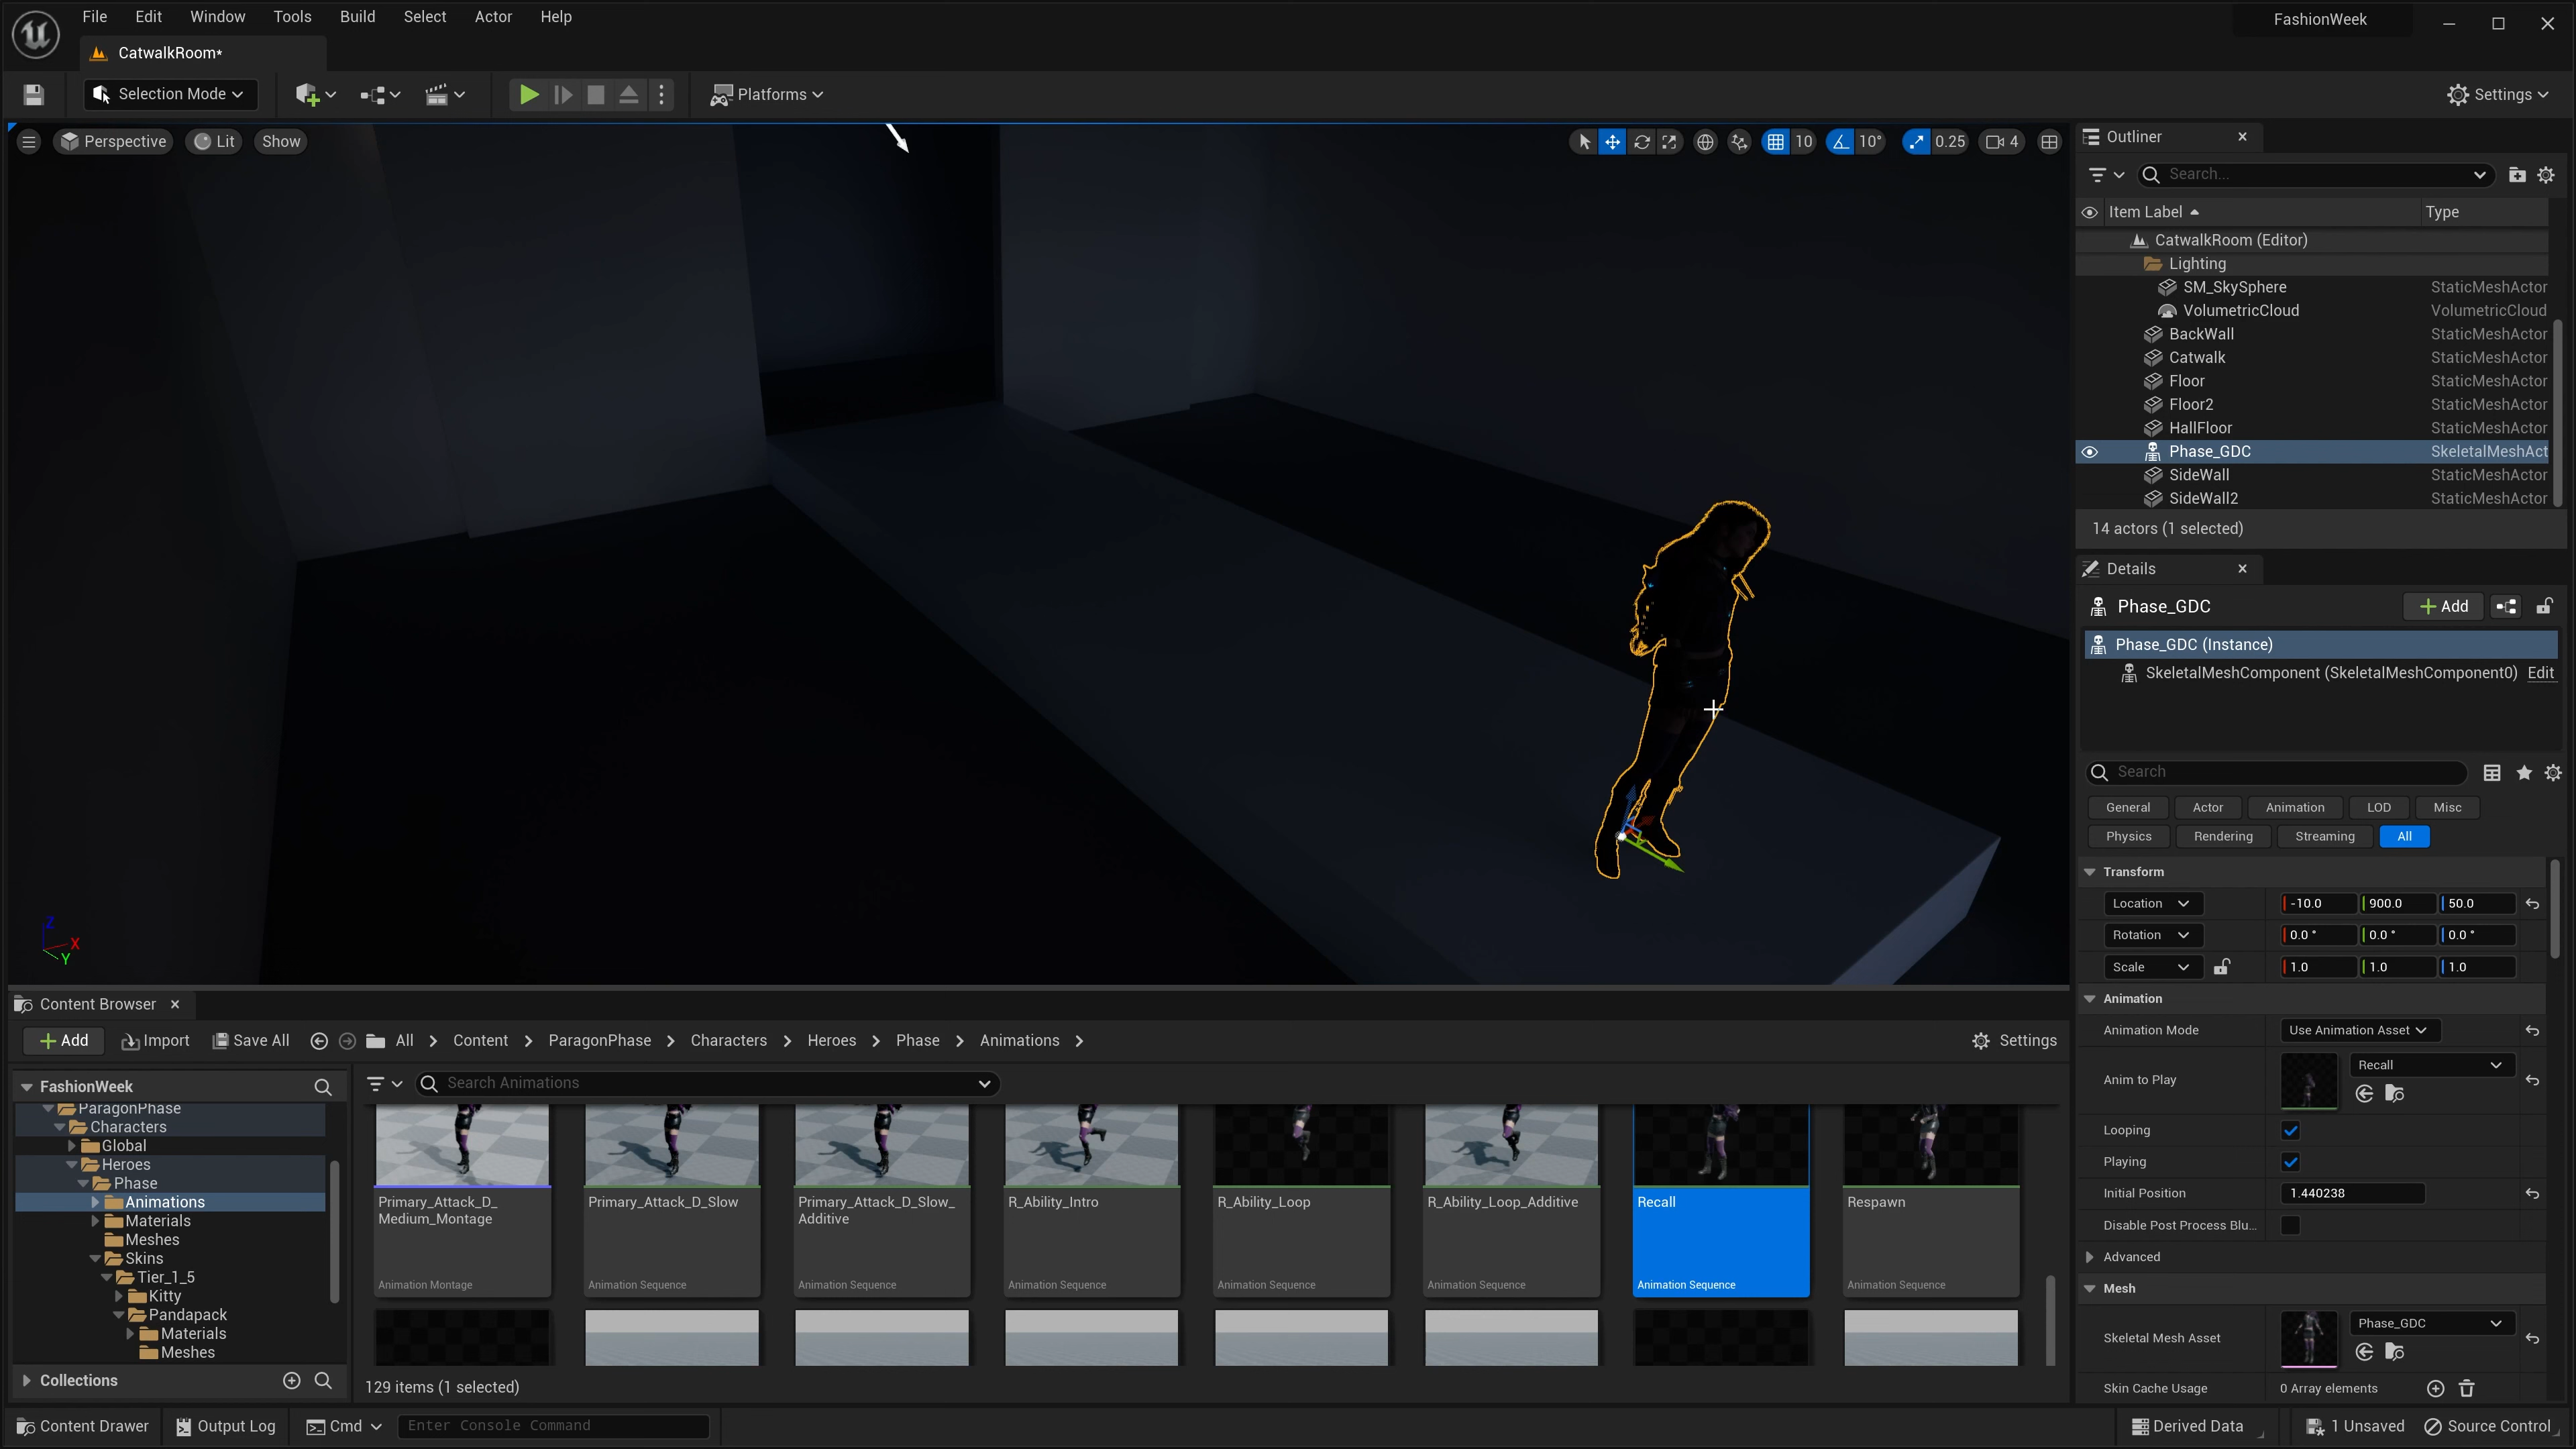 File Edit Window Tools Build Select Actor Help
FashionWeek
CatwalkRoom*
Selection Mode
Platforms
Settings
Perspective Lit Show
10 10° 0.25 4
Z
X
Y
Outliner
Search...
Item Label Type
CatwalkRoom (Editor)
Lighting
SM_SkySphere StaticMeshActor
VolumetricCloud VolumetricCloud
BackWall StaticMeshActor
Catwalk StaticMeshActor
Floor StaticMeshActor
Floor2 StaticMeshActor
HallFloor StaticMeshActor
Phase_GDC SkeletalMeshAct
SideWall StaticMeshActor
SideWall2 StaticMeshActor
14 actors (1 selected)
Details
Phase_GDC
Add
Phase_GDC (Instance)
SkeletalMeshComponent (SkeletalMeshComponent0) Edit
Search
General Actor Animation LOD Misc
Physics Rendering Streaming All
Transform
Location -10.0 900.0 50.0
Rotation 0.0 ° 0.0 ° 0.0 °
Scale 1.0 1.0 1.0
Animation
Animation Mode Use Animation Asset
Anim to Play Recall
Looping
Playing
Initial Position 1.440238
Disable Post Process Blu...
Advanced
Mesh
Skeletal Mesh Asset Phase_GDC
Skin Cache Usage 0 Array elements
Content Browser
Add Import Save All All Content ParagonPhase Characters Heroes Phase Animations Settings
FashionWeek
ParagonPhase
Characters
Global
Heroes
Phase
Animations
Materials
Meshes
Skins
Tier_1_5
Kitty
Pandapack
Materials
Meshes
Collections
Search Animations
Primary_Attack_D_
Medium_Montage
Animation Montage
Primary_Attack_D_Slow
Animation Sequence
Primary_Attack_D_Slow_
Additive
Animation Sequence
R_Ability_Intro
Animation Sequence
R_Ability_Loop
Animation Sequence
R_Ability_Loop_Additive
Animation Sequence
Recall
Animation Sequence
Respawn
Animation Sequence
129 items (1 selected)
Content Drawer Output Log Cmd Enter Console Command
Derived Data 1 Unsaved Source Control